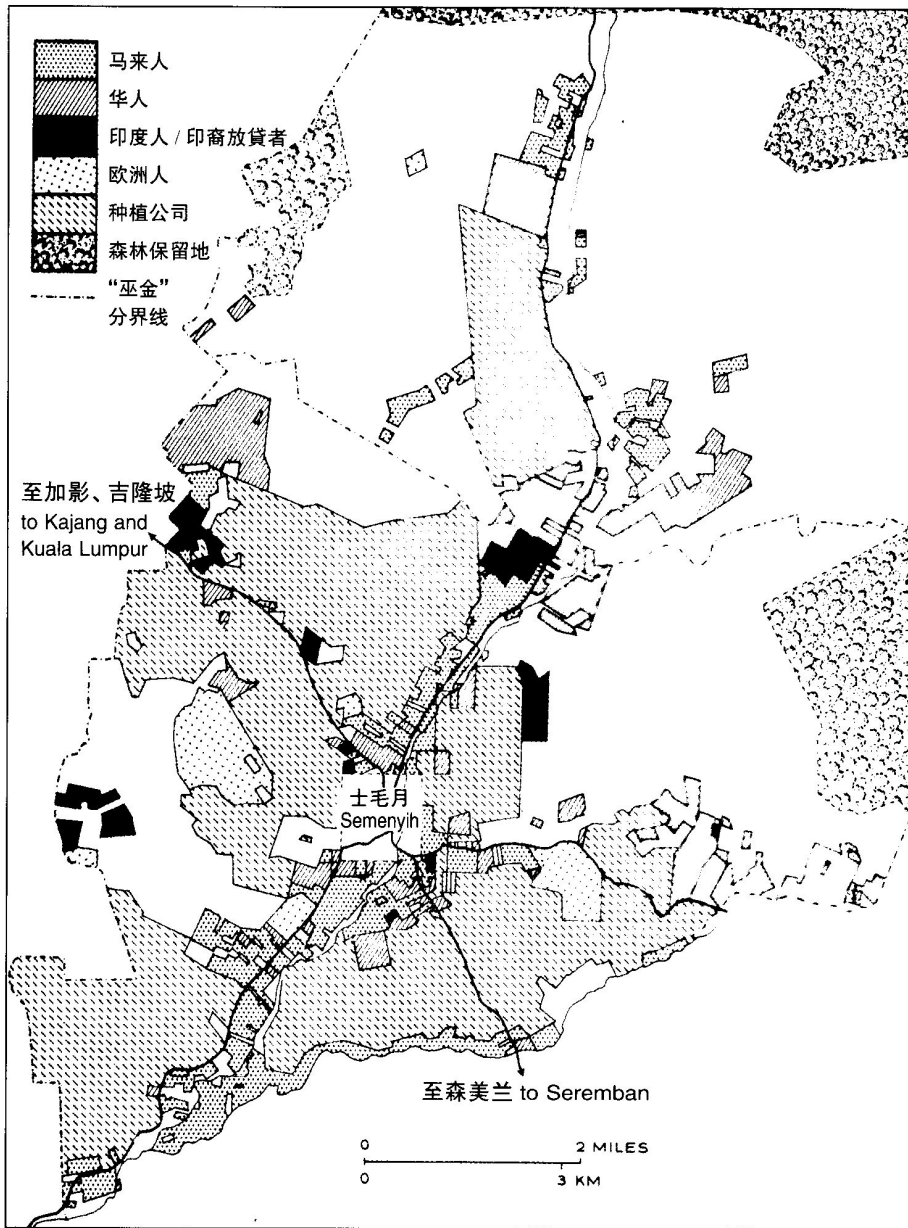 马来人
华人
印度人 / 印裔放貸者
欧洲人
种植公司
森林保留地
“巫金”
分界线
至加影、吉隆坡
to Kajang and
Kuala Lumpur
士毛月
Semenyih
至森美兰 to Seremban
0 2 MILES
0 3 KM